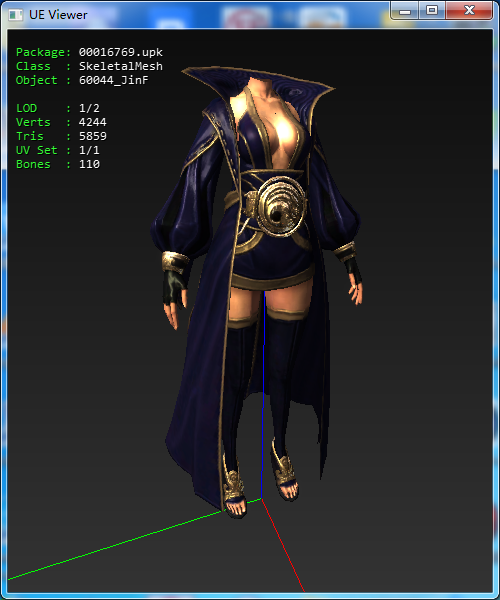 UE Viewer
Package: 00016769.upk
Class  : SkeletalMesh
Object : 60044_JinF
LOD    : 1/2
Verts  : 4244
Tris   : 5859
UV Set : 1/1
Bones  : 110